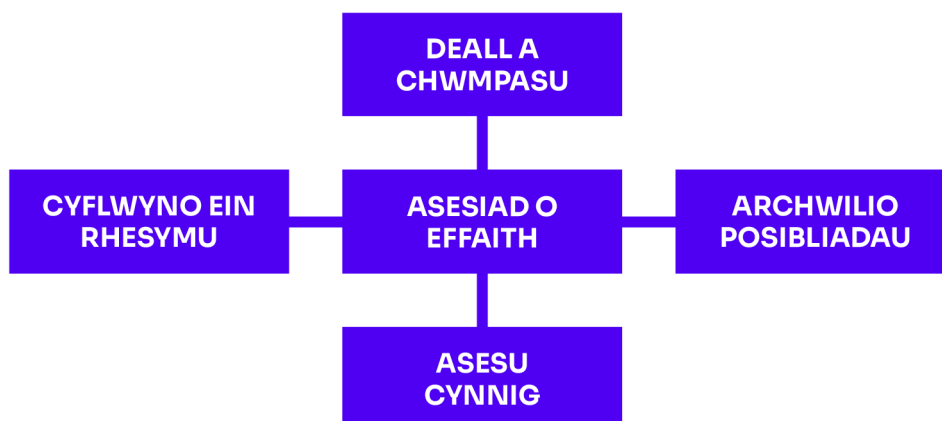 DEALL A
CHWMPASU
CYFLWYNO EIN
RHESYMU
ASESIAD O
EFFAITH
ARCHWILIO
POSIBLIADAU
ASESU
CYNNIG